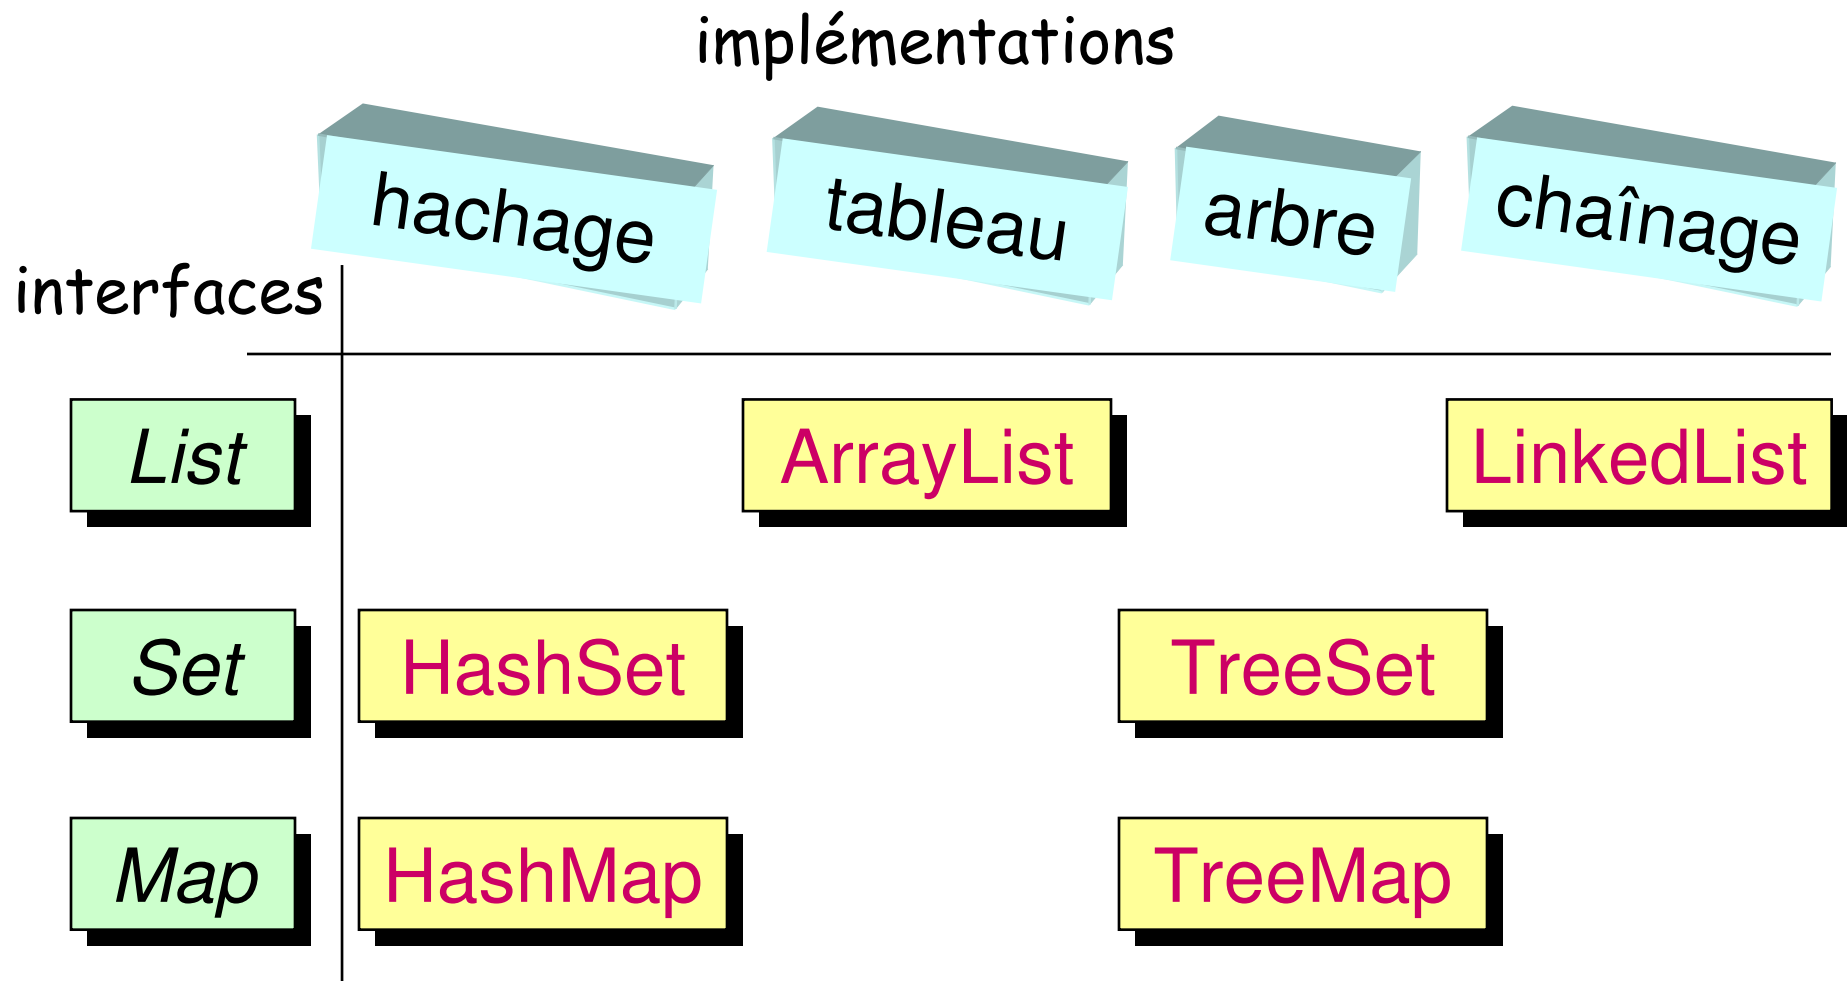 implémentations
hachage tableau arbre chaînage
interfaces
List ArrayList LinkedList
Set HashSet TreeSet
Map HashMap TreeMap